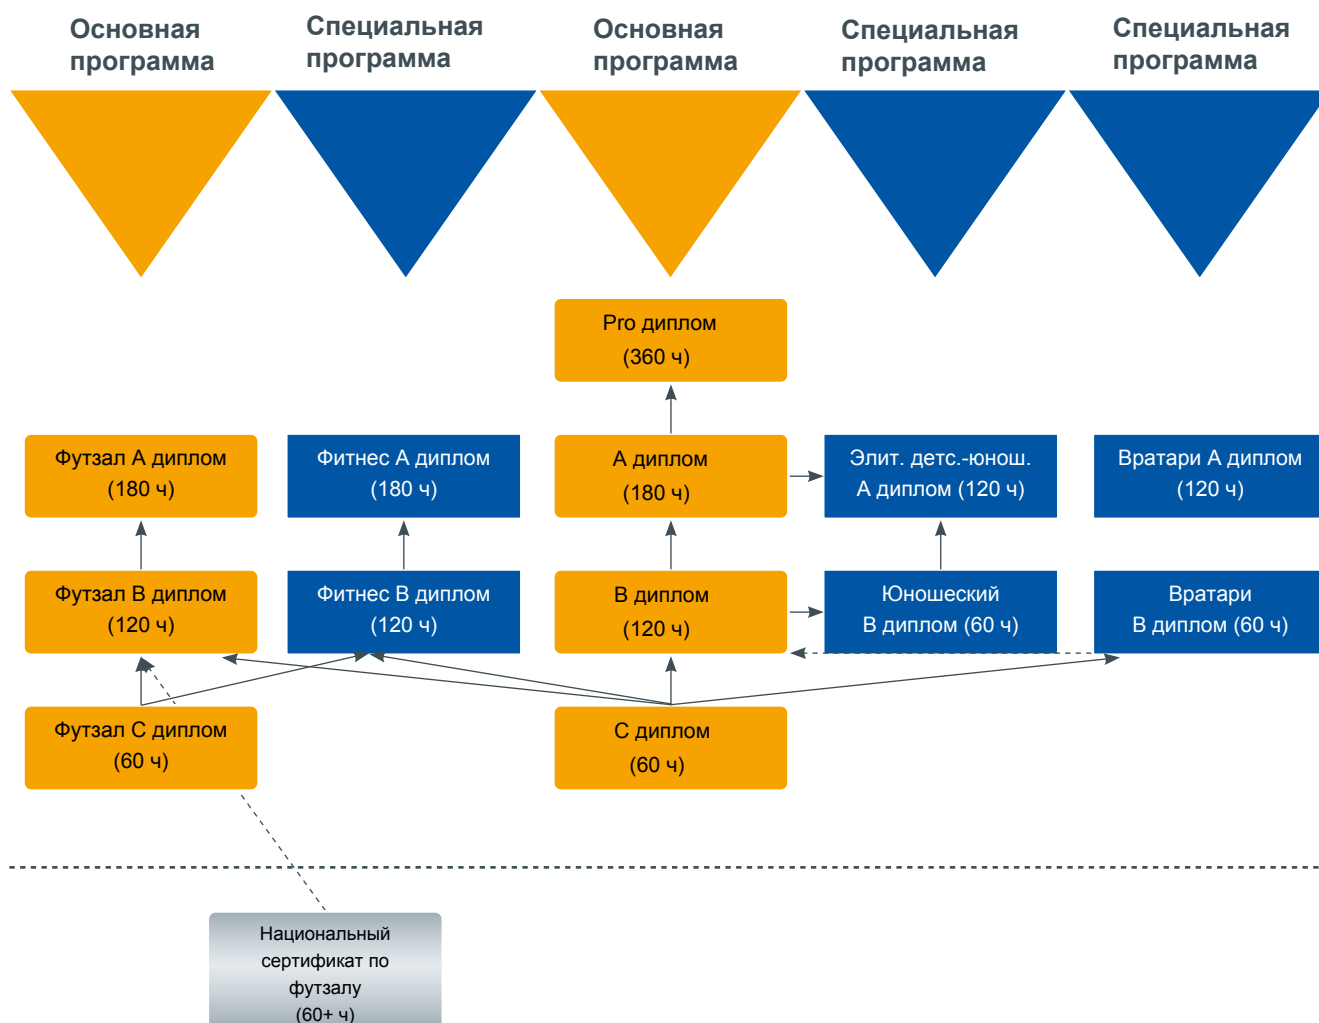 Основная
программа
Специальная
программа
Основная
программа
Специальная
программа
Специальная
программа
Pro диплом
(360 ч)
Футзал A диплом
(180 ч)
Фитнес A диплом
(180 ч)
A диплом
(180 ч)
Элит. детс.-юнош.
A диплом (120 ч)
Вратари A диплом
(120 ч)
Футзал B диплом
(120 ч)
Фитнес B диплом
(120 ч)
B диплом
(120 ч)
Юношеский
B диплом (60 ч)
Вратари
B диплом (60 ч)
Футзал C диплом
(60 ч)
C диплом
(60 ч)
Национальный
сертификат по
футзалу
(60+ ч)